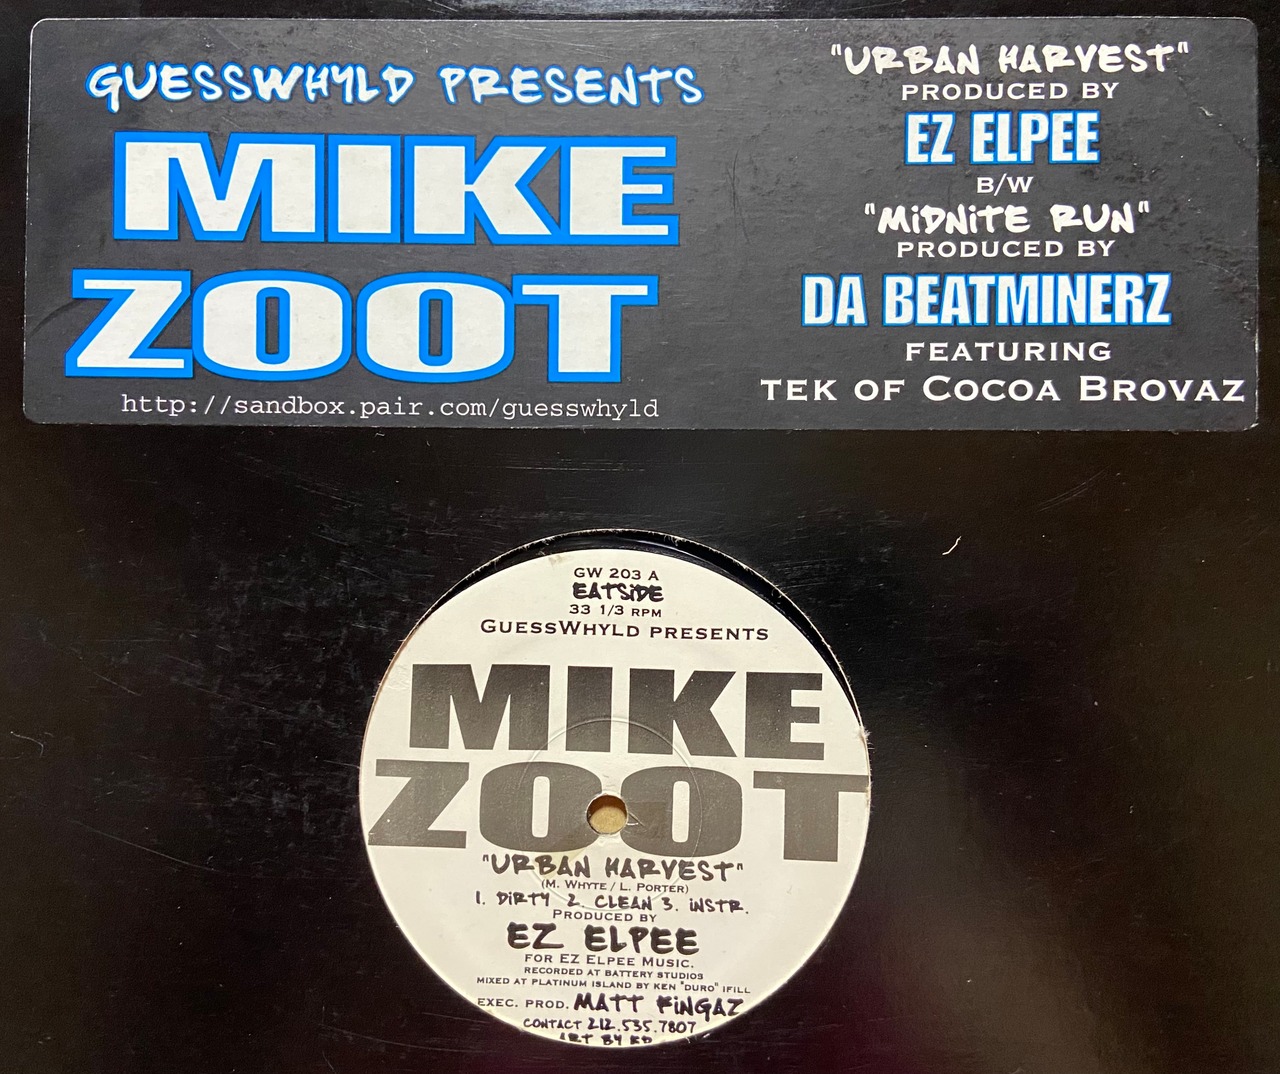 GUESSWHYLD PRESENTS
MIKE
ZOOT
http://sandbox.pair.com/guesswhyld
"URBAN HARVEST"
PRODUCED BY
EZ ELPEE
B/W
"MiDNiTE RUN"
PRODUCED BY
DA BEATMINERZ
FEATURING
TEK OF COCOA BROVAZ
GW 203 A
EATSiDE
33 1/3 RPM
GUESSWHYLD PRESENTS
MIKE
ZOOT
"URBAN HARVEST"
(M. WHYTE / L. PORTER)
1. DiRTY 2. CLEAN 3. iNSTR.
PRODUCED BY
EZ ELPEE
FOR EZ ELPEE MUSIC.
RECORDED AT BATTERY STUDIOS
MIXED AT PLATINUM ISLAND BY KEN "DURO" IFILL
EXEC. PROD. MATT FiNGAZ
CONTACT 212.535.7807
ART BY KD